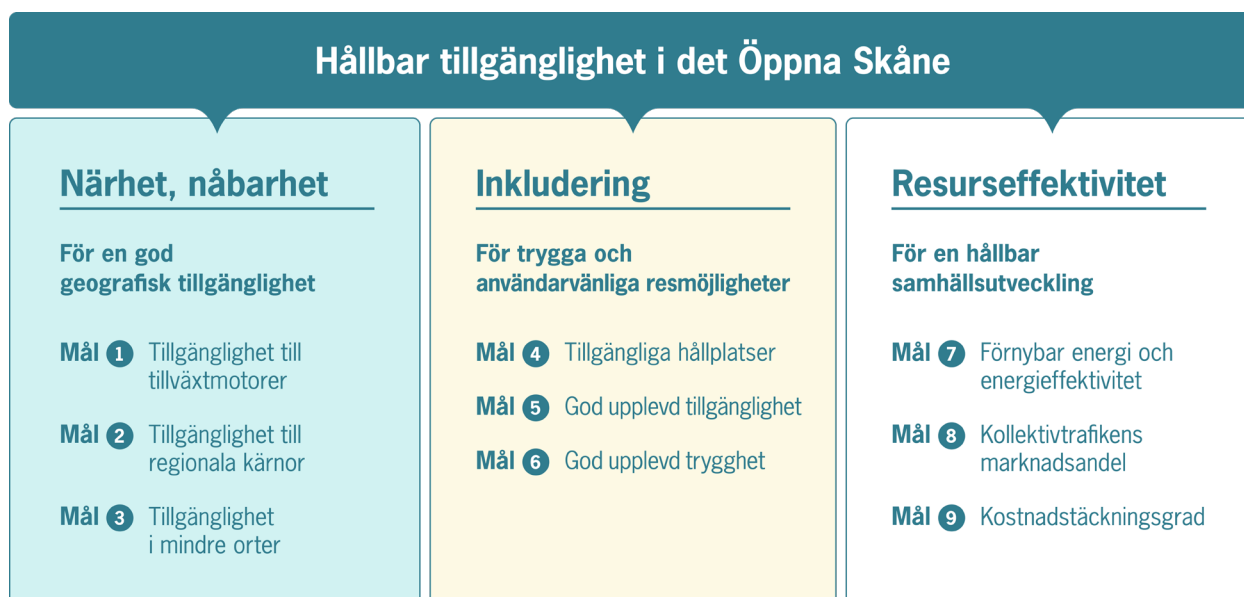 Hållbar tillgänglighet i det Öppna Skåne
Närhet, nåbarhet
För en god
geografisk tillgänglighet
Mål 1 Tillgänglighet till
tillväxtmotorer
Mål 2 Tillgänglighet till
regionala kärnor
Mål 3 Tillgänglighet
i mindre orter
Inkludering
För trygga och
användarvänliga resmöjligheter
Mål 4 Tillgängliga hållplatser
Mål 5 God upplevd tillgänglighet
Mål 6 God upplevd trygghet
Resurseffektivitet
För en hållbar
samhällsutveckling
Mål 7 Förnybar energi och
energieffektivitet
Mål 8 Kollektivtrafikens
marknadsandel
Mål 9 Kostnadstäckningsgrad